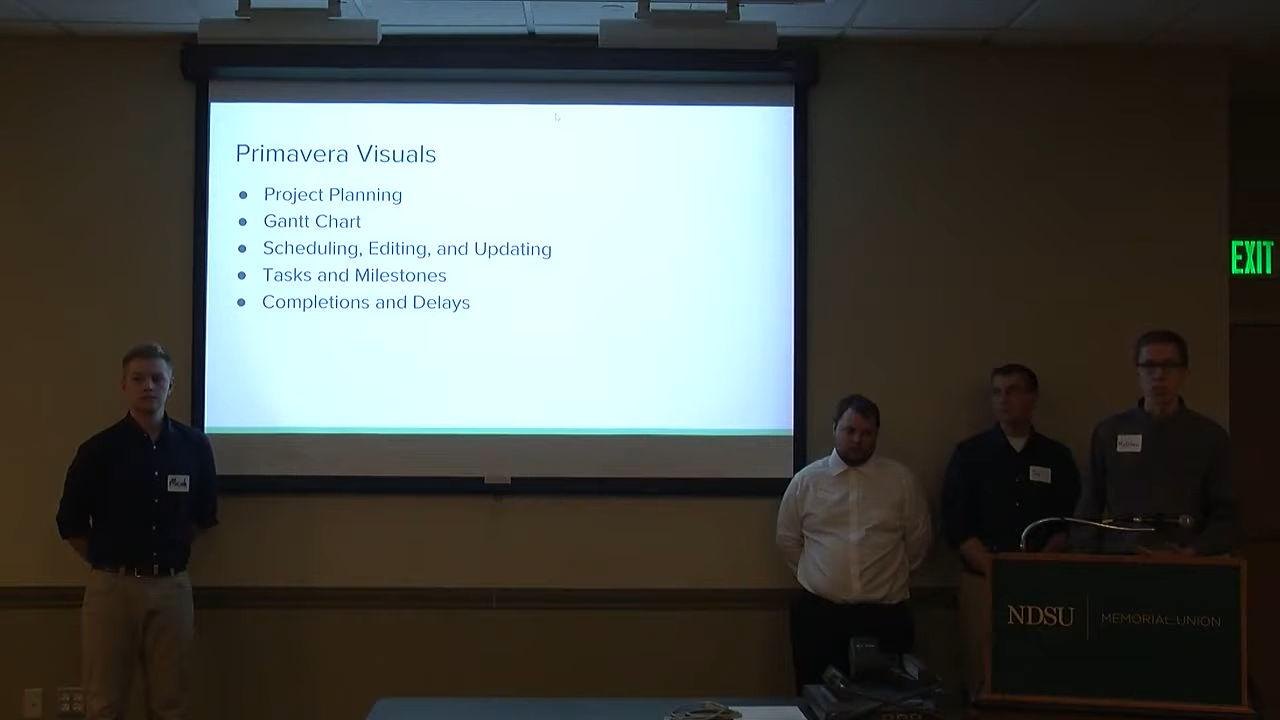 Primavera Visuals
● Project Planning
● Gantt Chart
● Scheduling, Editing, and Updating
● Tasks and Milestones
● Completions and Delays
EXIT
Micah
NDSU | MEMORIAL UNION